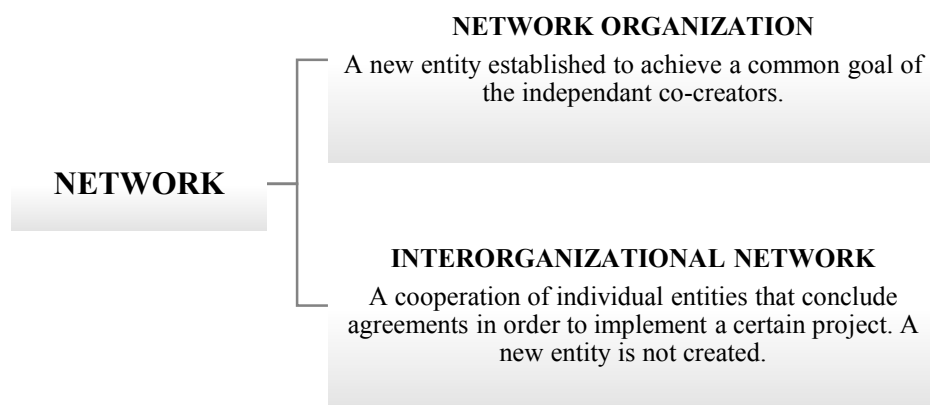 NETWORK ORGANIZATION
A new entity established to achieve a common goal of
the independant co-creators.
NETWORK
INTERORGANIZATIONAL NETWORK
A cooperation of individual entities that conclude
agreements in order to implement a certain project. A
new entity is not created.